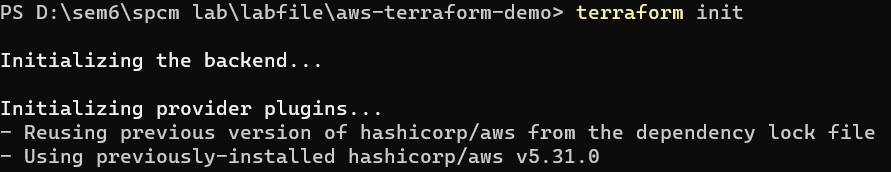 PS D:\sem6\spcm lab\labfile\aws-terraform-demo> terraform init
Initializing the backend...
Initializing provider plugins...
- Reusing previous version of hashicorp/aws from the dependency lock file
- Using previously-installed hashicorp/aws v5.31.0